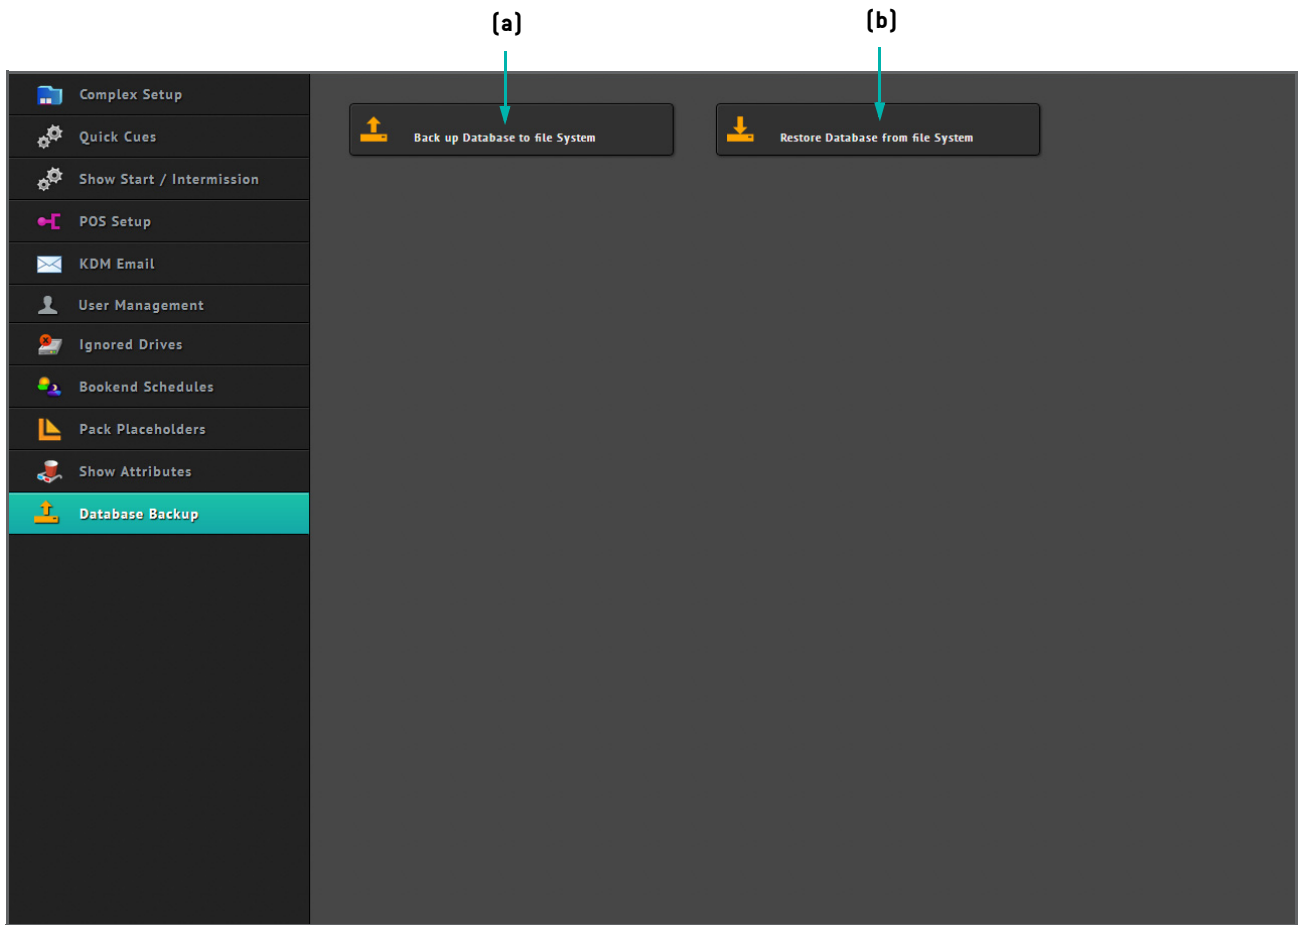 (a)
(b)
Complex Setup
Quick Cues
Show Start / Intermission
POS Setup
KDM Email
User Management
Ignored Drives
Bookend Schedules
Pack Placeholders
Show Attributes
Database Backup
Back up Database to file System
Restore Database from file System